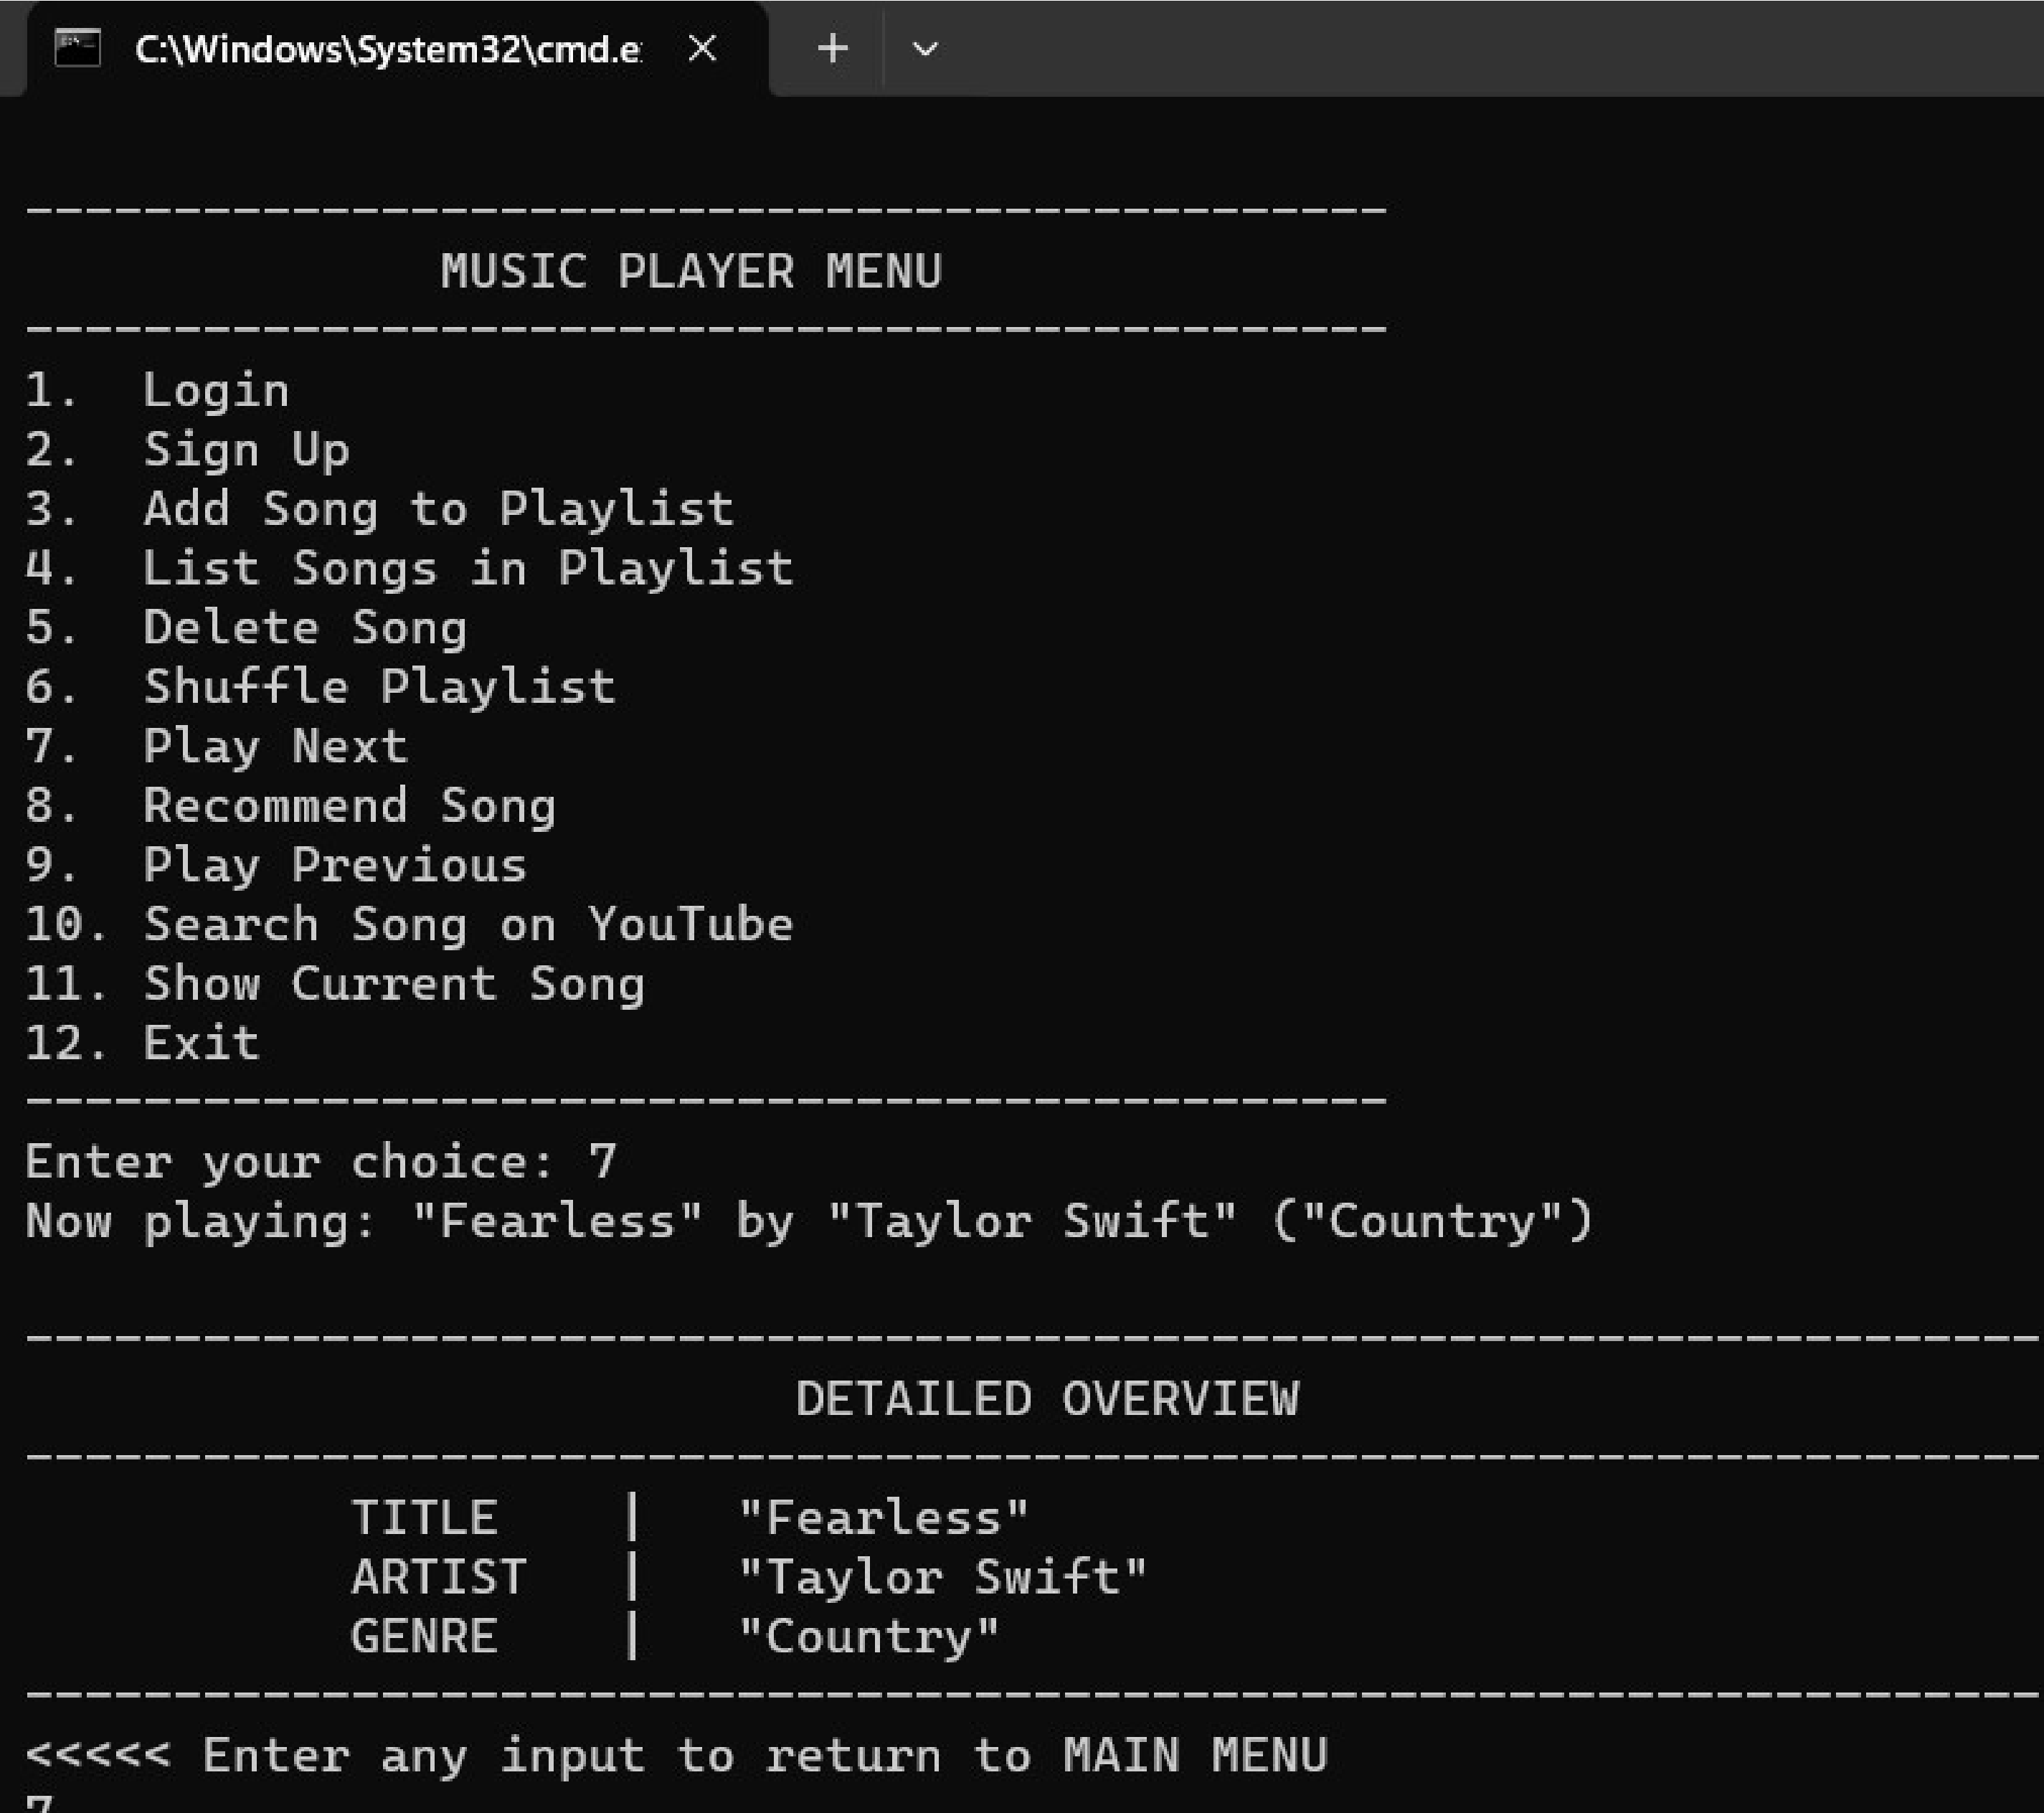 C:\Windows\System32\cmd.e
--------------------------------------------
MUSIC PLAYER MENU
----------------------------------------------
1. Login
2. Sign Up
3. Add Song to Playlist
4. List Songs in Playlist
5. Delete Song
6. Shuffle Playlist
7. Play Next
8. Recommend Song
9. Play Previous
10. Search Song on YouTube
11. Show Current Song
12. Exit
----------------------------------------------
Enter your choice: 7
Now playing: "Fearless" by "Taylor Swift" ("Country")
--------------------------------------------------------------------
DETAILED OVERVIEW
--------------------------------------------------------------------
TITLE | "Fearless"
ARTIST | "Taylor Swift"
GENRE | "Country"
--------------------------------------------------------------------
<<<<< Enter any input to return to MAIN MENU
7